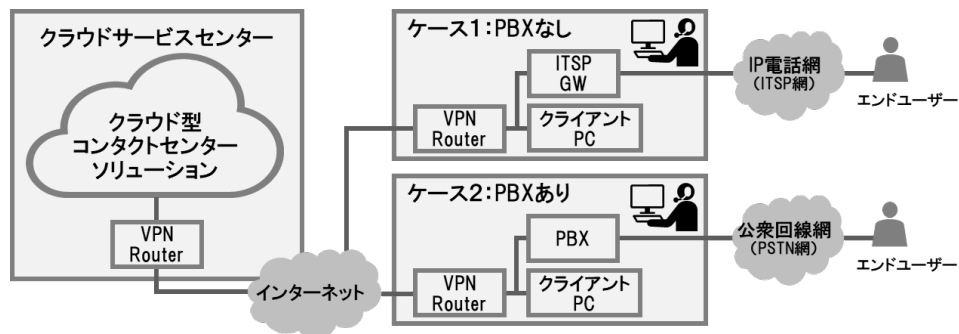 クラウドサービスセンター
クラウド型
コンタクトセンター
ソリューション
VPN
Router
インターネット
ケース1:PBXなし
ITSP
GW
VPN
Router
クライアント
PC
IP電話網
(ITSP網)
エンドユーザー
ケース2:PBXあり
PBX
VPN
Router
クライアント
PC
公衆回線網
(PSTN網)
エンドユーザー